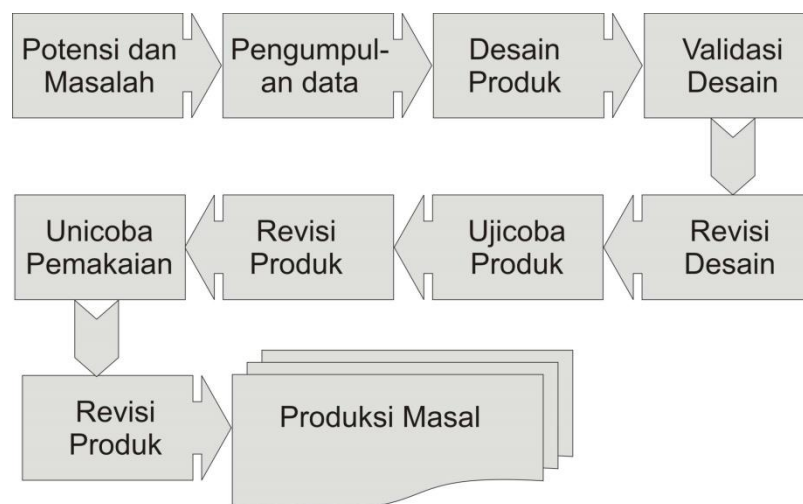 Potensi dan
Masalah
Pengumpul-
an data
Desain
Produk
Validasi
Desain
Revisi
Desain
Ujicoba
Produk
Revisi
Produk
Unicoba
Pemakaian
Revisi
Produk
Produksi Masal